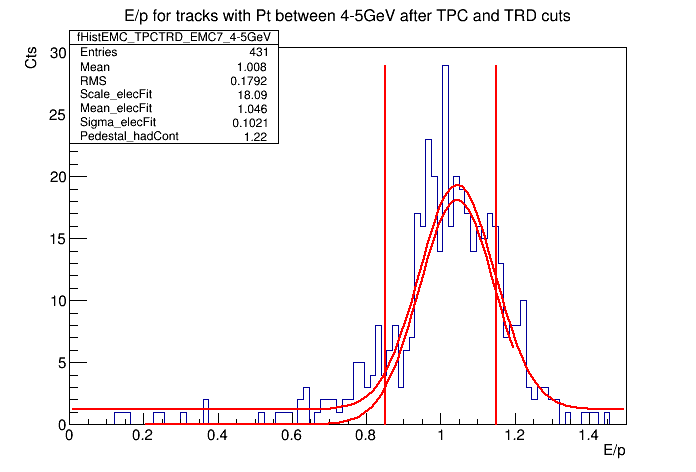 E/p for tracks with Pt between 4-5GeV after TPC and TRD cuts
fHistEMC_TPCTRD_EMC7_4-5GeV
Entries 431
Mean 1.008
RMS 0.1792
Scale_elecFit 18.09
Mean_elecFit 1.046
Sigma_elecFit 0.1021
Pedestal_hadCont 1.22
Cts
30
25
20
15
10
5
0
0 0.2 0.4 0.6 0.8 1 1.2 1.4
E/p